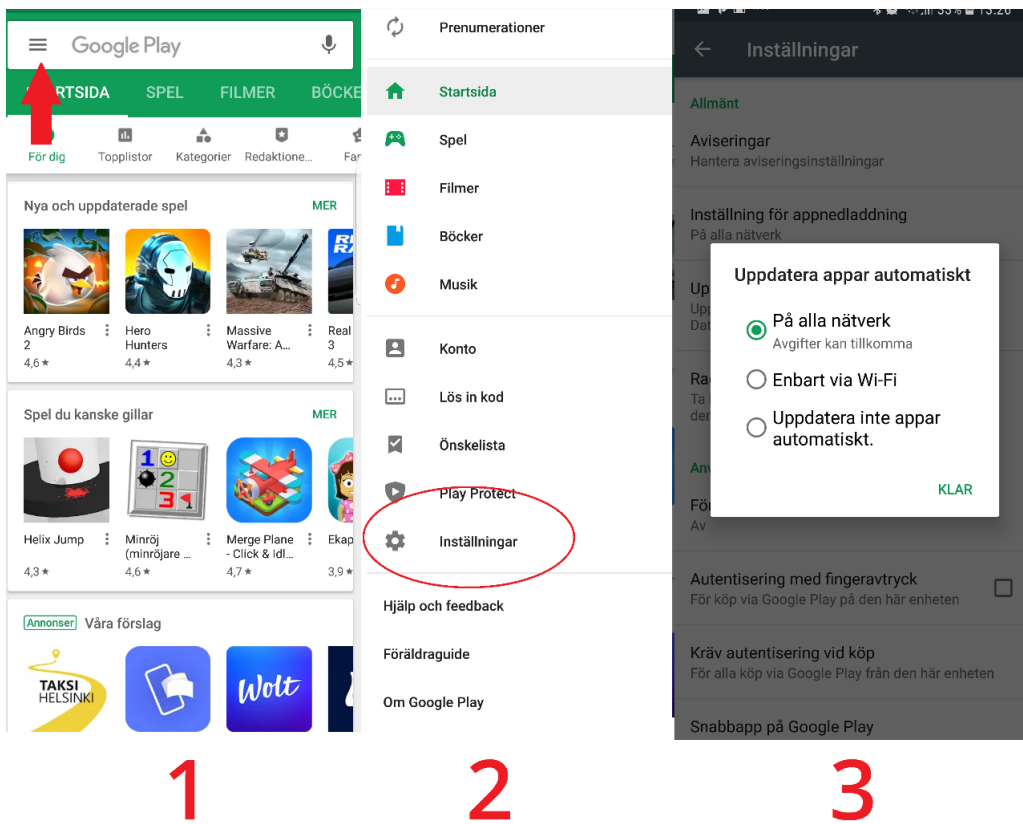 Google Play
STARTSIDA SPEL FILMER BÖCKE
För dig Topplistor Kategorier Redaktione...
Nya och uppdaterade spel MER
Angry Birds 2
4,6★
Hero Hunters
4,4★
Massive Warfare: A...
4,3★
Real 3
4,5★
Spel du kanske gillar MER
1
2
3
Helix Jump
4,3★
Minröj (minröjare ...
4,6★
Merge Plane - Click & Idl...
4,7★
Ekap
3,9★
Annonser Våra förslag
TAKSI
HELSINKI
Wolt
1
Prenumerationer
Startsida
Spel
Filmer
Böcker
Musik
Konto
Lös in kod
Önskelista
Play Protect
Inställningar
Hjälp och feedback
Föräldraguide
Om Google Play
2
33% 13:26
Inställningar
Allmänt
Aviseringar
Hantera aviseringsinställningar
Inställning för appnedladdning
På alla nätverk
Uppdatera appar automatiskt
På alla nätverk
Avgifter kan tillkomma
Enbart via Wi-Fi
Uppdatera inte appar
automatiskt.
KLAR
Av
Autentisering med fingeravtryck
För köp via Google Play på den här enheten
Kräv autentisering vid köp
För alla köp via Google Play från den här enheten
Snabbapp på Google Play
3